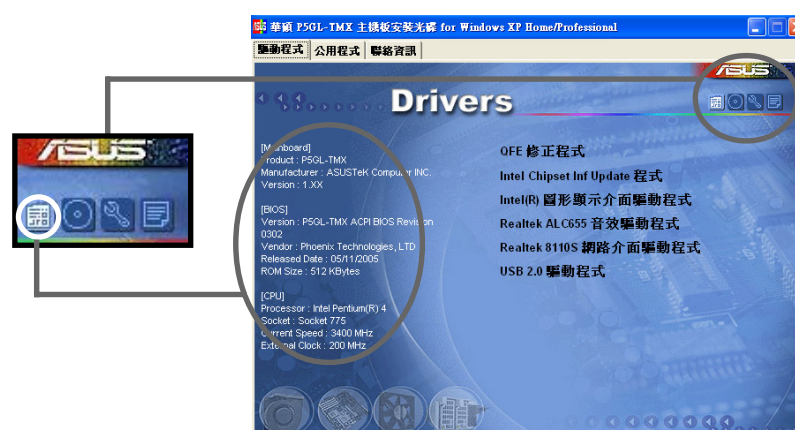 華碩 P5GL-TMX 主機板安裝光碟 for Windows XP Home/Professional
驅動程式 公用程式 聯絡資訊
ASUS
Drivers
ASUS
[Mainboard]
Product : P5GL-TMX
Manufacturer : ASUSTeK Computer INC.
Version : 1.XX
[BIOS]
Version : P5GL-TMX ACPI BIOS Revision
0302
Vendor : Phoenix Technologies, LTD
Released Date : 05/11/2005
ROM Size : 512 KBytes
[CPU]
Processor : Intel Pentium(R) 4
Socket : Socket 775
Current Speed : 3400 MHz
External Clock : 200 MHz
QFE 修正程式
Intel Chipset Inf Update 程式
Intel(R) 圖形顯示介面驅動程式
Realtek ALC655 音效驅動程式
Realtek 8110S 網路介面驅動程式
USB 2.0 驅動程式